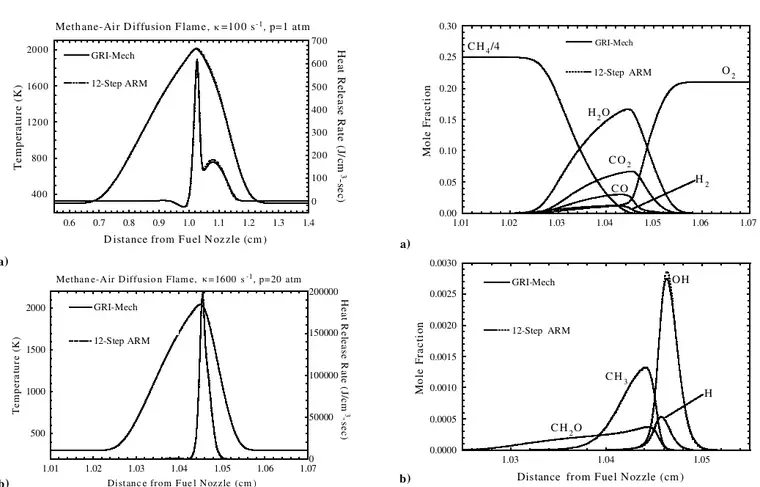 Methane-Air Diffusion Flame, κ=100 s-1, p=1 atm
2000
1600
1200
800
400
Temperature (K)
GRI-Mech
12-Step ARM
700
600
500
400
300
200
100
0
Heat Release Rate (J/cm3-sec)
0.6 0.7 0.8 0.9 1.0 1.1 1.2 1.3 1.4
Distance from Fuel Nozzle (cm)
a)
Methane-Air Diffusion Flame, κ=1600 s-1, p=20 atm
2000
1500
1000
500
Temperature (K)
GRI-Mech
12-Step ARM
200000
150000
100000
50000
0
Heat Release Rate (J/cm3-sec)
1.01 1.02 1.03 1.04 1.05 1.06 1.07
Distance from Fuel Nozzle (cm)
b)
0.30
0.25
0.20
0.15
0.10
0.05
0.00
Mole Fraction
CH4/4
GRI-Mech
12-Step ARM
O2
H2O
CO2
CO
H2
1.01 1.02 1.03 1.04 1.05 1.06 1.07
a)
0.0030
0.0025
0.0020
0.0015
0.0010
0.0005
0.0000
Mole Fraction
GRI-Mech
12-Step ARM
OH
CH3
H
CH2O
1.03 1.04 1.05
Distance from Fuel Nozzle (cm)
b)